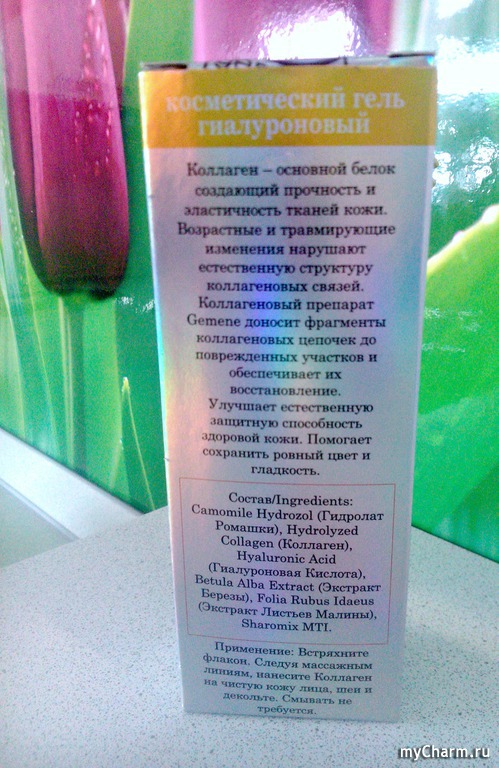 косметический гель
гиалуроновый
Коллаген – основной белок
создающий прочность и
эластичность тканей кожи.
Возрастные и травмирующие
изменения нарушают
естественную структуру
коллагеновых связей.
Коллагеновый препарат
Gemene доносит фрагменты
коллагеновых цепочек до
поврежденных участков и
обеспечивает их
восстановление.
Улучшает естественную
защитную способность
здоровой кожи. Помогает
сохранить ровный цвет и
гладкость.
Состав/Ingredients:
Camomile Hydrozol (Гидролат
Ромашки), Hydrolyzed
Collagen (Коллаген),
Hyaluronic Acid
(Гиалуроновая Кислота),
Betula Alba Extract (Экстракт
Березы), Folia Rubus Idaeus
(Экстракт Листьев Малины),
Sharomix MTI.
Применение: Встряхните
флакон. Следуя массажным
линиям, нанесите Коллаген
на чистую кожу лица, шеи и
декольте. Смывать не
требуется.
myCharm.ru